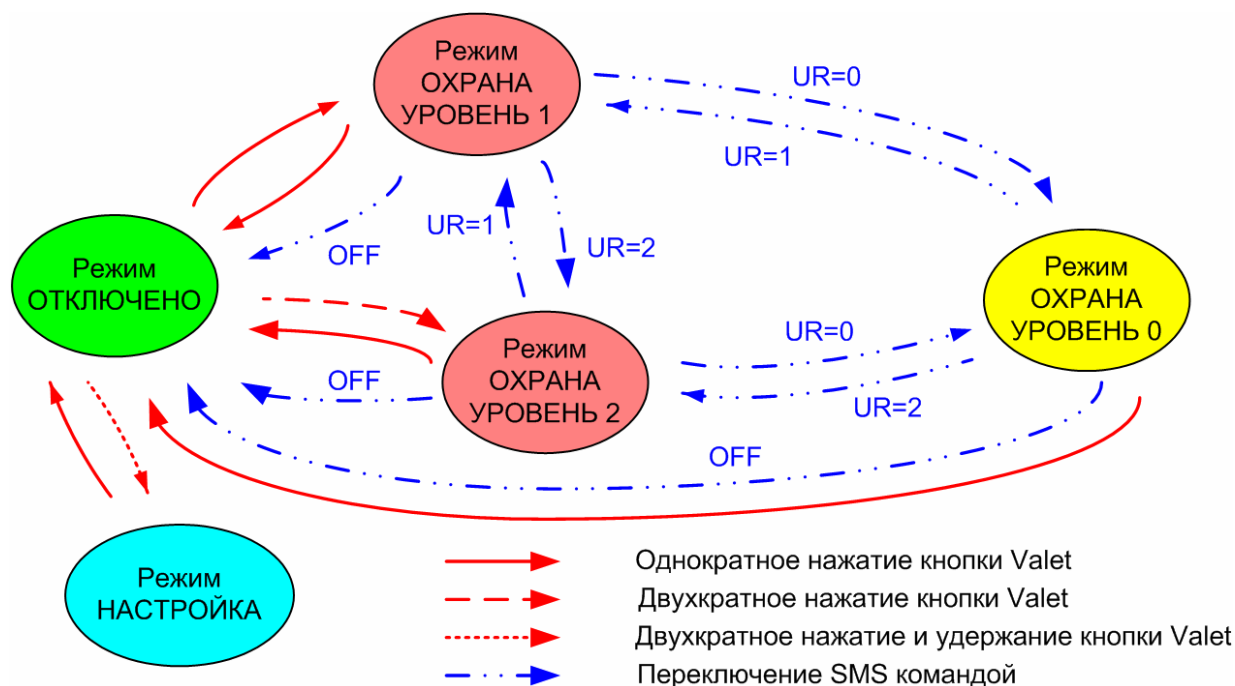 Режим
ОХРАНА
УРОВЕНЬ 1
UR=0
UR=1
UR=1
UR=2
OFF
Режим
ОТКЛЮЧЕНО
Режим
ОХРАНА
УРОВЕНЬ 0
Режим
ОХРАНА
УРОВЕНЬ 2
UR=0
OFF
UR=2
OFF
Режим
НАСТРОЙКА
Однократное нажатие кнопки Valet
Двухкратное нажатие кнопки Valet
Двухкратное нажатие и удержание кнопки Valet
Переключение SMS командой